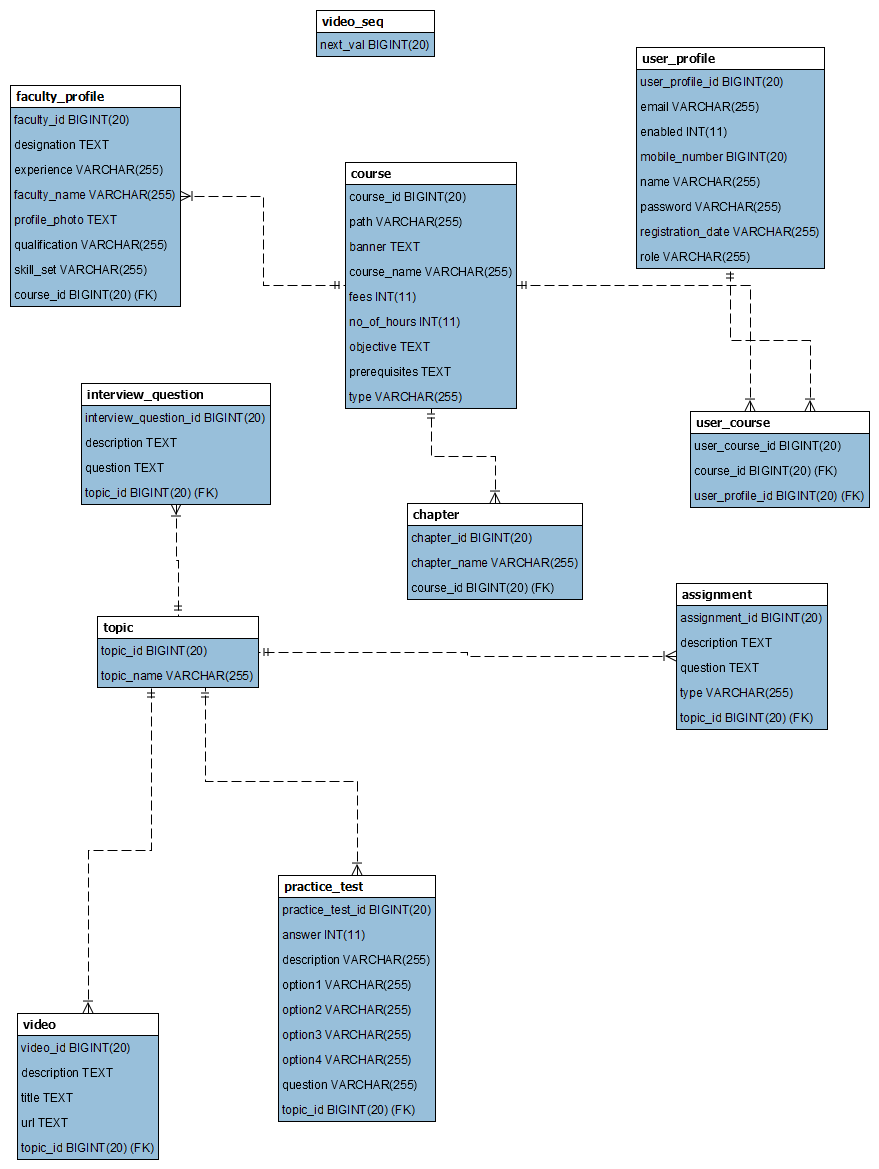 video_seq
next_val BIGINT(20)
user_profile
user_profile_id BIGINT(20)
email VARCHAR(255)
enabled INT(11)
mobile_number BIGINT(20)
name VARCHAR(255)
password VARCHAR(255)
registration_date VARCHAR(255)
role VARCHAR(255)
faculty_profile
faculty_id BIGINT(20)
designation TEXT
experience VARCHAR(255)
faculty_name VARCHAR(255)
profile_photo TEXT
qualification VARCHAR(255)
skill_set VARCHAR(255)
course_id BIGINT(20) (FK)
course
course_id BIGINT(20)
path VARCHAR(255)
banner TEXT
course_name VARCHAR(255)
fees INT(11)
no_of_hours INT(11)
objective TEXT
prerequisites TEXT
type VARCHAR(255)
interview_question
interview_question_id BIGINT(20)
description TEXT
question TEXT
topic_id BIGINT(20) (FK)
user_course
user_course_id BIGINT(20)
course_id BIGINT(20) (FK)
user_profile_id BIGINT(20) (FK)
chapter
chapter_id BIGINT(20)
chapter_name VARCHAR(255)
course_id BIGINT(20) (FK)
assignment
assignment_id BIGINT(20)
description TEXT
question TEXT
type VARCHAR(255)
topic_id BIGINT(20) (FK)
topic
topic_id BIGINT(20)
topic_name VARCHAR(255)
practice_test
practice_test_id BIGINT(20)
answer INT(11)
description VARCHAR(255)
option1 VARCHAR(255)
option2 VARCHAR(255)
option3 VARCHAR(255)
option4 VARCHAR(255)
question VARCHAR(255)
topic_id BIGINT(20) (FK)
video
video_id BIGINT(20)
description TEXT
title TEXT
url TEXT
topic_id BIGINT(20) (FK)